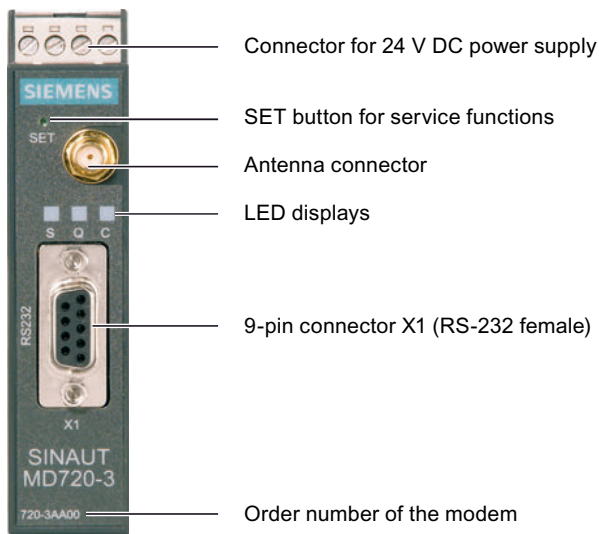 Connector for 24 V DC power supply
SIEMENS
SET button for service functions
SET
Antenna connector
LED displays
S Q C
RS232
9-pin connector X1 (RS-232 female)
X1
SINAUT
MD720-3
720-3AA00
Order number of the modem